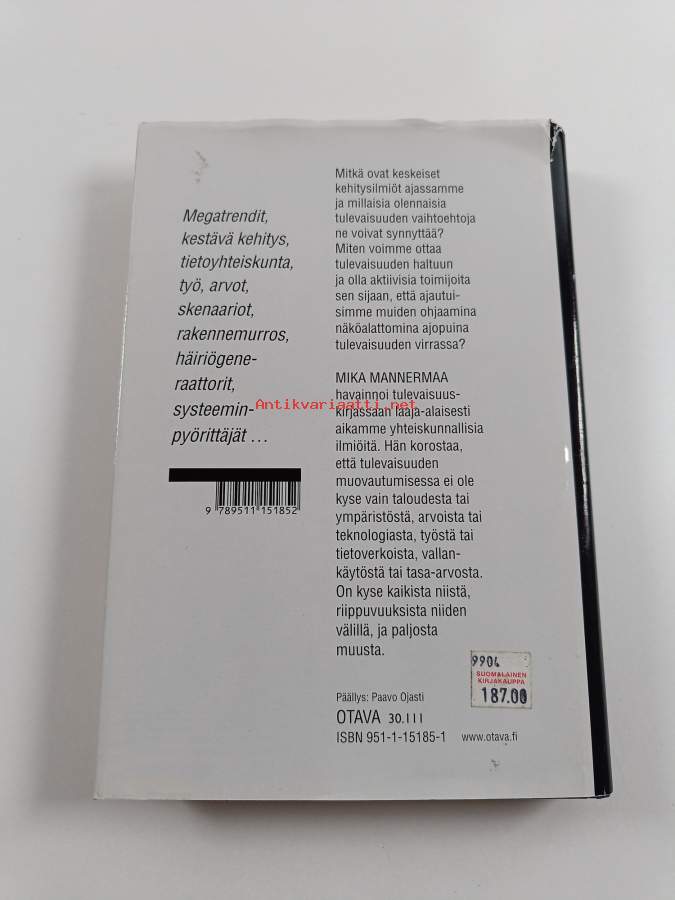 Megatrendit,
kestävä kehitys,
tietoyhteiskunta,
työ, arvot,
skenaariot,
rakennemurros,
häiriögene-
raattorit,
systeemin-
pyörittäjät ...
9 789511 151852
Mitkä ovat keskeiset
kehitysilmiöt ajassamme
ja millaisia olennaisia
tulevaisuuden vaihtoehtoja
ne voivat synnyttää?
Miten voimme ottaa
tulevaisuuden haltuun
ja olla aktiivisia toimijoita
sen sijaan, että ajautui-
simme muiden ohjaamina
näköalattomina ajopuina
tulevaisuuden virrassa?
MIKA MANNERMAA
havainnoi tulevaisuus-
kirjassaan laaja-alaisesti
aikamme yhteiskunnallisia
ilmiöitä. Hän korostaa,
että tulevaisuuden
muovautumisessa ei ole
kyse vain taloudesta tai
ympäristöstä, arvoista tai
teknologiasta, työstä tai
tietoverkoista, vallan-
käytöstä tai tasa-arvosta.
On kyse kaikista niistä,
riippuvuuksista niiden
välillä, ja paljosta
muusta.
Antikvariaatti.net
9904
SUOMALAINEN
KIRJAKAUPPA
187.00
Päällys: Paavo Ojasti
OTAVA 30.111
ISBN 951-1-15185-1 www.otava.fi